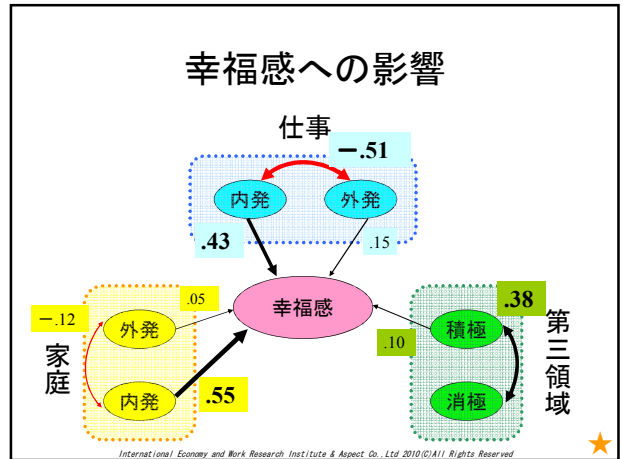 幸福感への影響
仕事
－.51
内発
外発
.43
.15
幸福感
－.12
.05
外発
家庭
内発
.55
.38
.10
積極
消極
第三領域
International Economy and Work Research Institute & Aspect Co.,Ltd 2010(C)All Rights Reserved